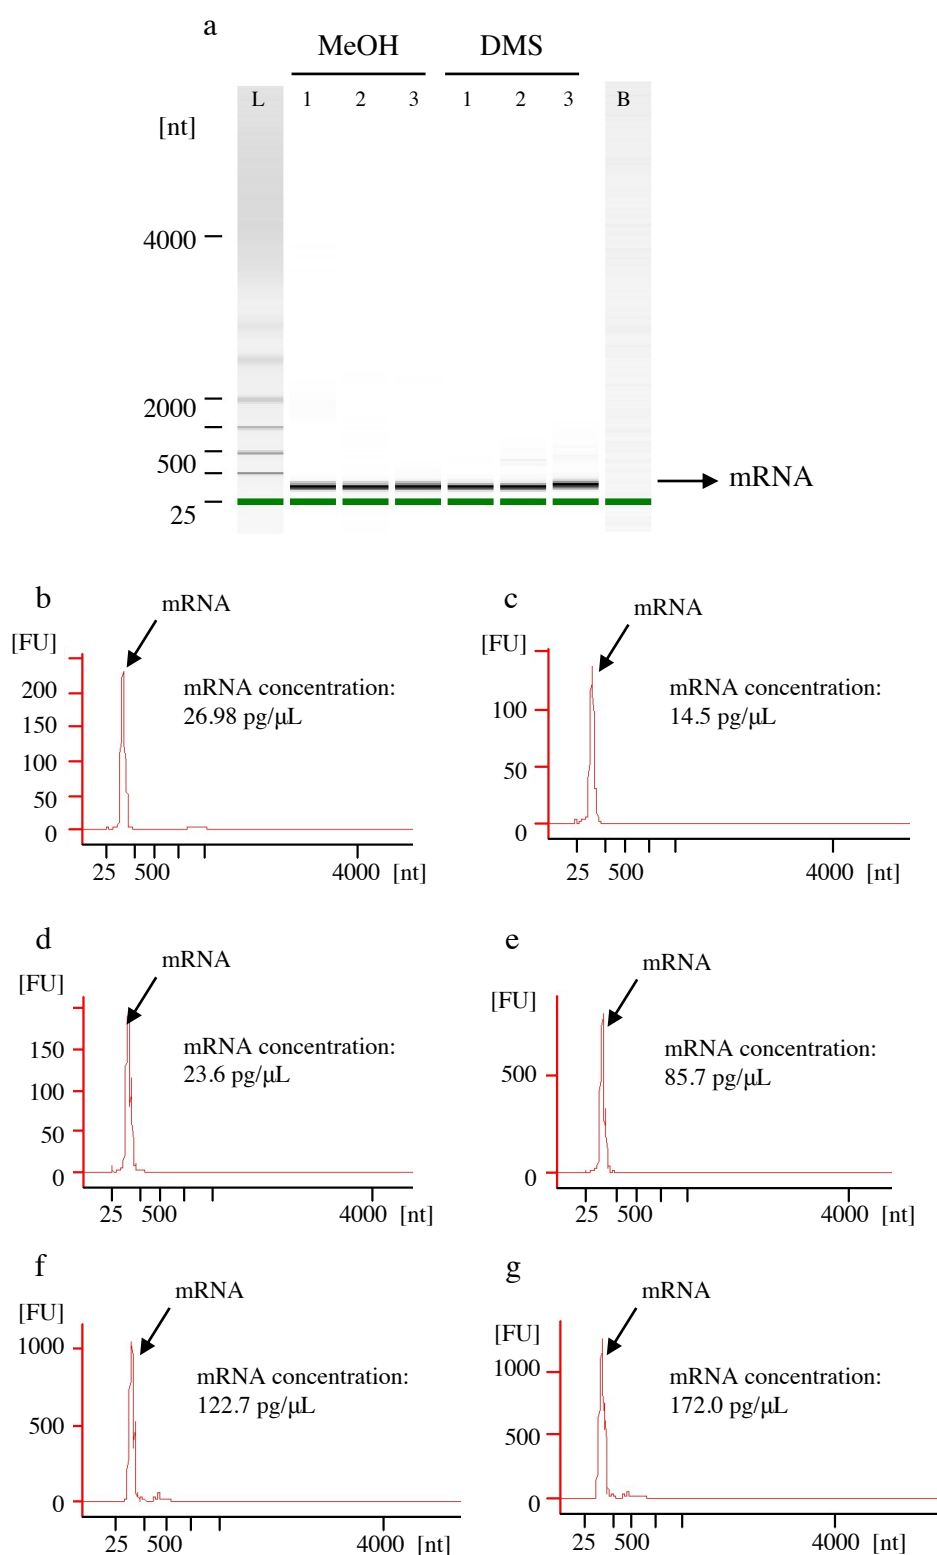 a
MeOH DMS
L 1 2 3 1 2 3 B
[nt]
4000
2000
500
25
mRNA
b
mRNA
[FU]
200
150
100
50
0
mRNA concentration:
26.98 pg/µL
25 500 4000 [nt]
c
mRNA
[FU]
100
50
0
mRNA concentration:
14.5 pg/µL
25 500 4000 [nt]
d
mRNA
[FU]
150
100
50
0
mRNA concentration:
23.6 pg/µL
25 500 4000 [nt]
e
mRNA
[FU]
500
0
mRNA concentration:
85.7 pg/µL
25 500 4000 [nt]
f
mRNA
[FU]
1000
500
0
mRNA concentration:
122.7 pg/µL
25 500 4000 [nt]
g
mRNA
[FU]
1000
500
0
mRNA concentration:
172.0 pg/µL
25 500 4000 [nt]